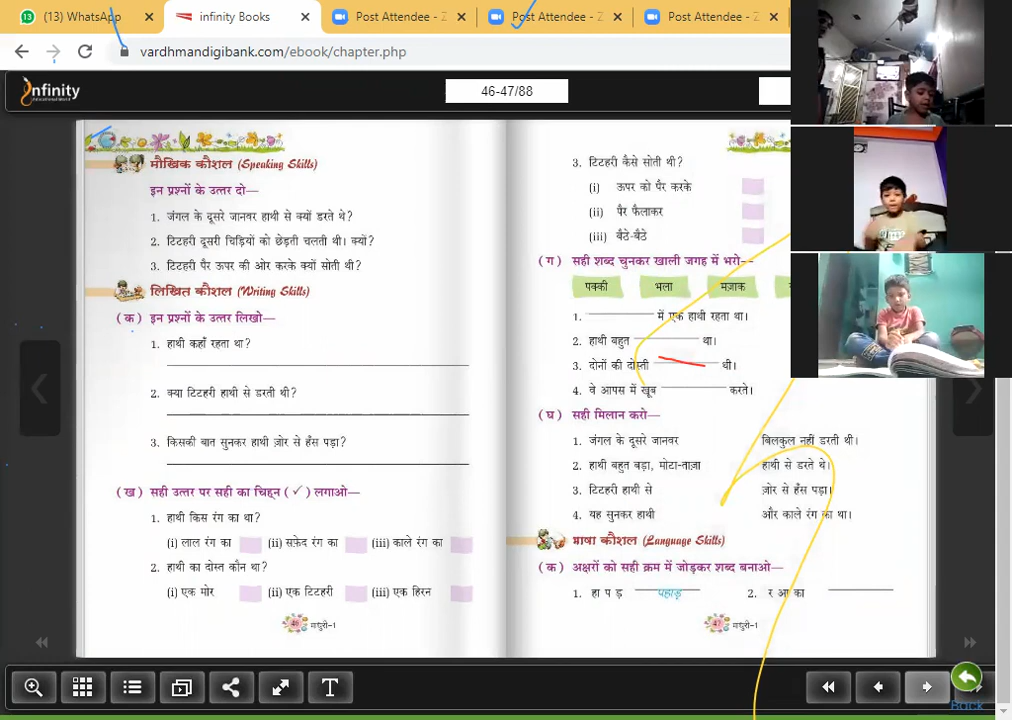 (13) WhatsApp
infinity Books
Post Attendee - Z
Post Attendee - Z
Post Attendee - Z
vardhmandigibank.com/ebook/chapter.php
infinity
46-47/88
मौखिक कौशल (Speaking Skills)
इन प्रश्नों के उत्तर दो—
1. जंगल के दूसरे जानवर हाथी से क्यों डरते थे?
2. टिटहरी दूसरी चिड़ियों को छेड़ती चलती थी। क्यों?
3. टिटहरी पैर ऊपर की ओर करके क्यों सोती थी?
लिखित कौशल (Writing Skills)
(क) इन प्रश्नों के उत्तर लिखो—
1. हाथी कहाँ रहता था?
2. क्या टिटहरी हाथी से डरती थी?
3. किसकी बात सुनकर हाथी ज़ोर से हँस पड़ा?
(ख) सही उत्तर पर सही का चिह्न (✓) लगाओ—
1. हाथी किस रंग का था?
(i) लाल रंग का (ii) सफ़ेद रंग का (iii) काले रंग का
2. हाथी का दोस्त कौन था?
(i) एक मोर (ii) एक टिटहरी (iii) एक हिरन
46 माधुरी-1
3. टिटहरी कैसे सोती थी?
(i) ऊपर को पैर करके
(ii) पैर फैलाकर
(iii) बैठे-बैठे
(ग) सही शब्द चुनकर खाली जगह में भरो—
पक्की भला मज़ाक
1. ________ में एक हाथी रहता था।
2. हाथी बहुत ________ था।
3. दोनों की दोस्ती ________ थी।
4. वे आपस में खूब ________ करते।
(घ) सही मिलान करो—
1. जंगल के दूसरे जानवर बिलकुल नहीं डरती थी।
2. हाथी बहुत बड़ा, मोटा-ताज़ा हाथी से डरते थे।
3. टिटहरी हाथी से ज़ोर से हँस पड़ा।
4. यह सुनकर हाथी और काले रंग का था।
भाषा कौशल (Language Skills)
(क) अक्षरों को सही क्रम में जोड़कर शब्द बनाओ—
1. हा प ड़ पहाड़ 2. र आ का ________
47 माधुरी-1
Back